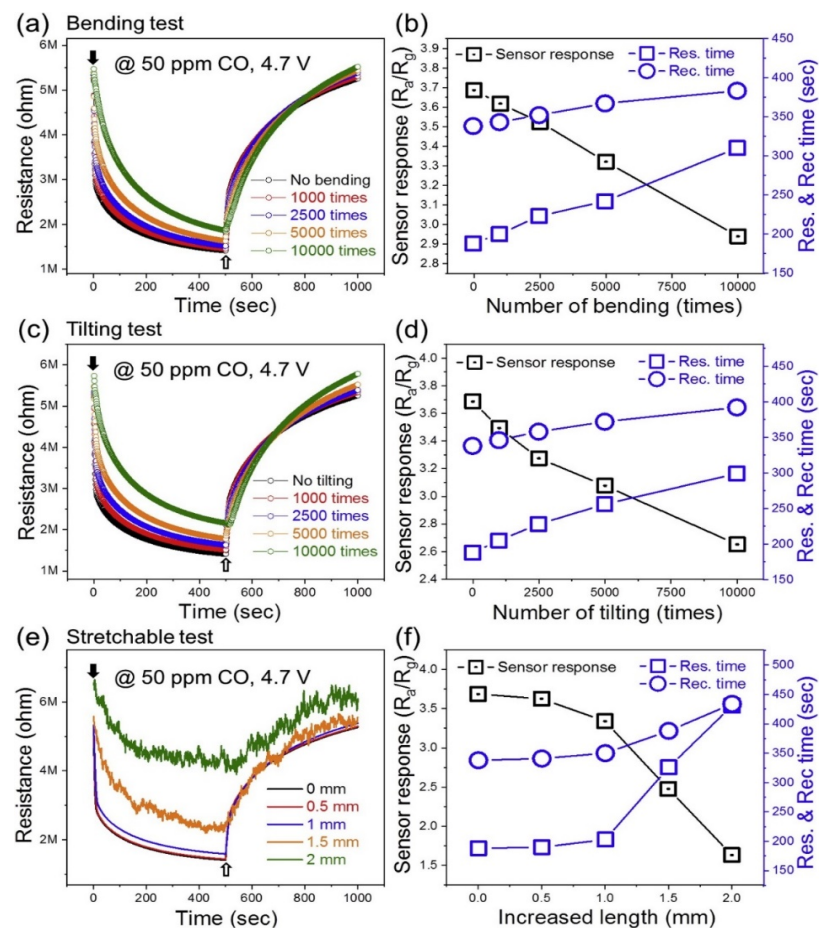 (a) Bending test
6M
5M
4M
3M
2M
1M
Resistance (ohm)
@ 50 ppm CO, 4.7 V
No bending
1000 times
2500 times
5000 times
10000 times
0 200 400 600 800 1000
Time (sec)
(b)
3.9
3.8
3.7
3.6
3.5
3.4
3.3
3.2
3.1
3.0
2.9
2.8
Sensor response (Ra/Rg)
Sensor response
Res. time
Rec. time
450
400
350
300
250
200
150
Res. & Rec time (sec)
0 2500 5000 7500 10000
Number of bending (times)
(c) Tilting test
6M
5M
4M
3M
2M
1M
Resistance (ohm)
@ 50 ppm CO, 4.7 V
No tilting
1000 times
2500 times
5000 times
10000 times
0 200 400 600 800 1000
Time (sec)
(d)
4.0
3.8
3.6
3.4
3.2
3.0
2.8
2.6
2.4
Sensor response (Ra/Rg)
Sensor response
Res. time
Rec. time
450
400
350
300
250
200
150
Res. & Rec time (sec)
0 2500 5000 7500 10000
Number of tilting (times)
(e) Stretchable test
6M
4M
2M
Resistance (ohm)
@ 50 ppm CO, 4.7 V
0 mm
0.5 mm
1 mm
1.5 mm
2 mm
0 200 400 600 800 1000
Time (sec)
(f)
4.0
3.5
3.0
2.5
2.0
1.5
Sensor response (Ra/Rg)
Sensor response
Res. time
Rec. time
500
450
400
350
300
250
200
150
Res. & Rec time (sec)
0.0 0.5 1.0 1.5 2.0
Increased length (mm)